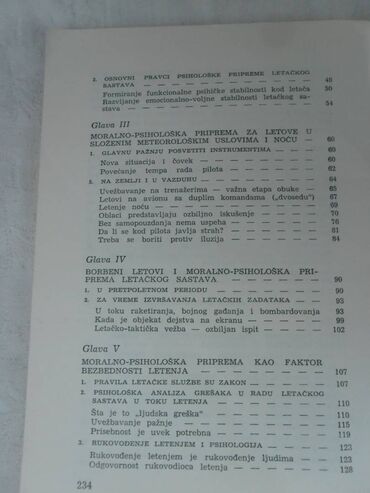 2. OSNOVNI PRAVCI PSIHOLOŠKE PRIPREME LETAČKOG
SASTAVA — — — — — — — — — — 48
Formiranje funkcionalne psihičke stabilnosti kod letača 50
Razvijanje emocionalno-voljne stabilnosti letačkog sa-
stava — — — — — — — — — — 54
Glava III
MORALNO-PSIHOLOŠKA PRIPREMA ZA LETOVE U
SLOŽENIM METEOROLOŠKIM USLOVIMA I NOĆU — — 60
1. GLAVNU PAŽNJU POSVETITI INSTRUMENTIMA — — 60
Nova situacija i čovek — — — — — — 60
Povećanje tempa rada pilota — — — — — 62
2. NA ZEMLJI I U VAZDUHU — — — — — — 64
Uvežbavanje na trenažerima — važna etapa obuke — 65
Letovi na avionu sa duplim komandama („dvosedu“) — 67
Letenje noću — — — — — — — — — 69
Oblaci predstavljaju ozbiljno iskušenje — — — — 70
Bez samopouzdanja nema uspeha — — — — — 76
Da li se kod pilota javlja strah? — — — — — 81
Treba se boriti protiv iluzija — — — — — 84
Glava IV
BORBENI LETOVI I MORALNO-PSIHOLOŠKA PRI-
PREMA LETAČKOG SASTAVA — — — — — — 90
1. U PRETPOLETNOM PERIODU — — — — — — 90
2. ZA VREME IZVRŠAVANJA LETAČKIH ZADATAKA — — 93
U toku raketiranja, bojnog gađanja i bombardovanja 93
Kada je objekat dejstva na ekranu — — — — 99
Letačko-taktička vežba — ozbiljan ispit — — — — 102
Glava V
MORALNO-PSIHOLOŠKA PRIPREMA KAO FAKTOR
BEZBEDNOSTI LETENJA — — — — — — — 107
1. PRAVILA LETAČKE SLUŽBE SU ZAKON — — — — 107
2. PSIHOLOŠKA ANALIZA GREŠAKA U RADU LETAČKOG
SASTAVA U TOKU LETENJA — — — — — — 110
Šta je to „ljudska greška“ — — — — — — 110
Uvežbavanje pažnje — — — — — — — 115
Prisebnost je uvek potrebna — — — — — — 119
3. RUKOVOĐENJE LETENJEM I PSIHOLOGIJA — — — 123
Rukovođenje letenjem je rukovođenje ljudima — — 123
Odgovornost rukovodioca letenja — — — — — 128
234